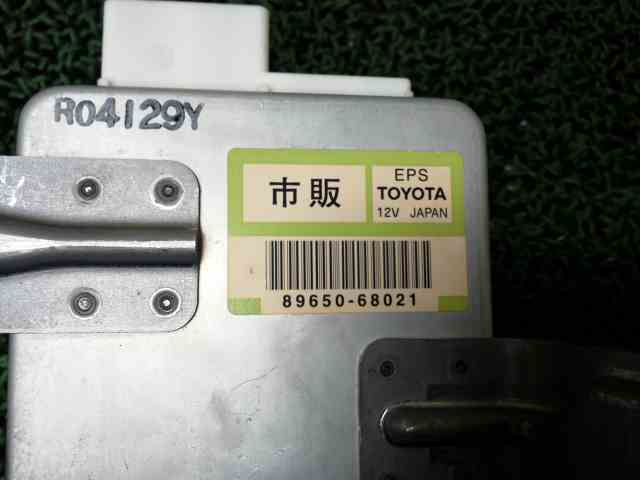 R04129Y
市販
EPS
TOYOTA
12V JAPAN
89650-68021